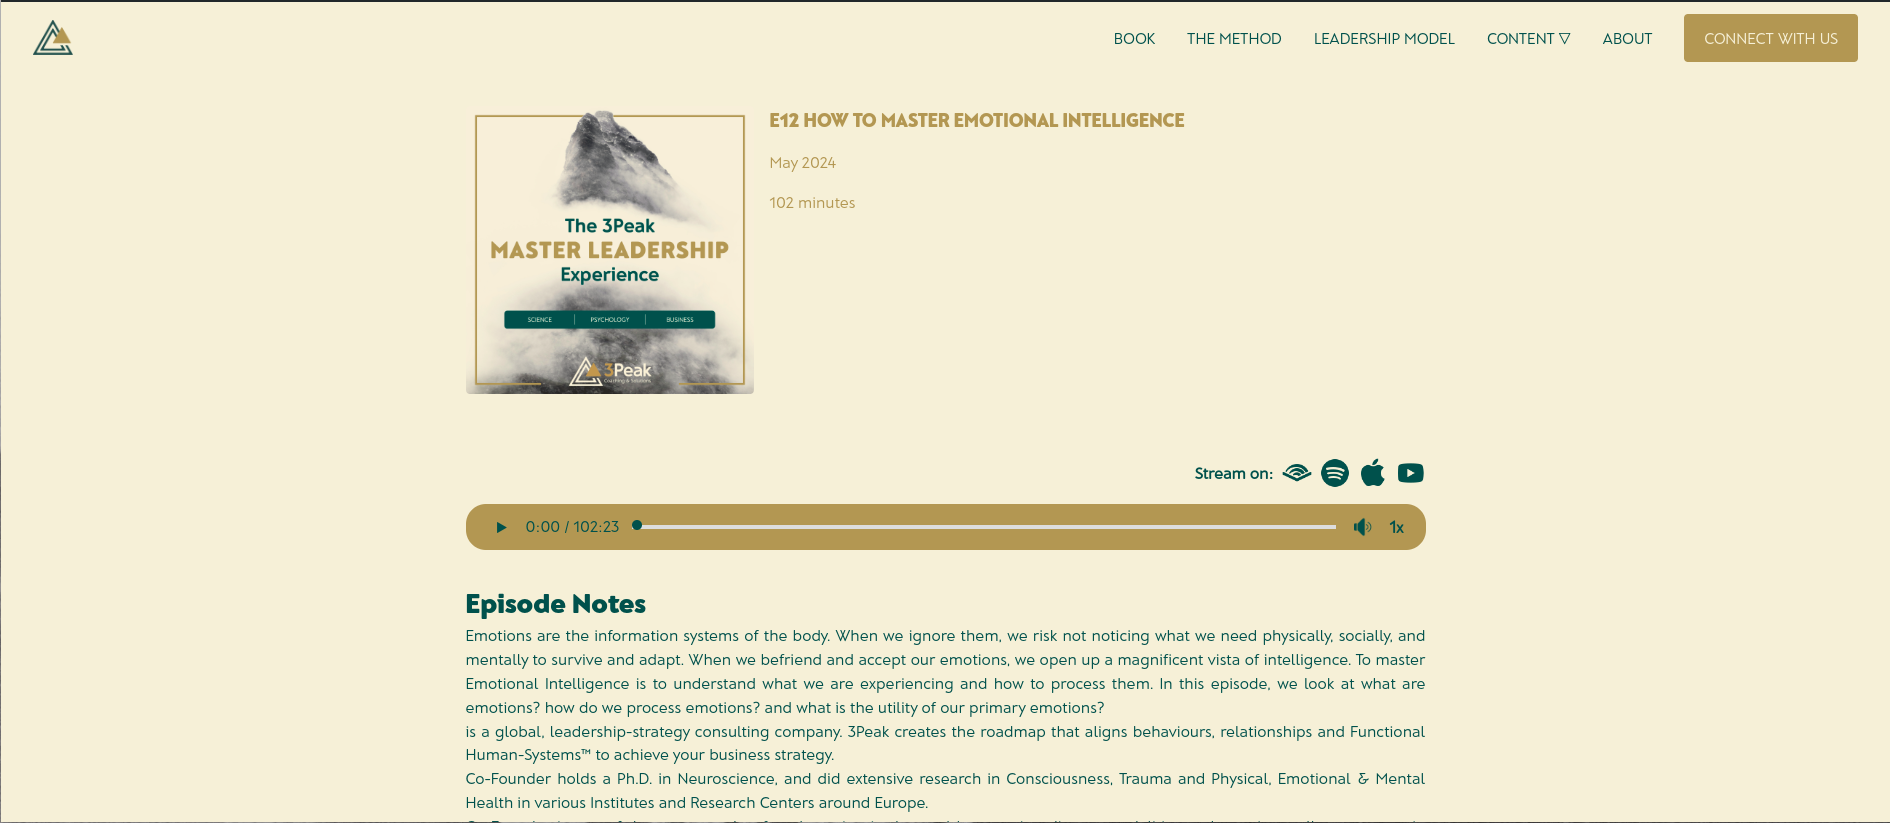 BOOK THE METHOD LEADERSHIP MODEL CONTENT ▽ ABOUT CONNECT WITH US
E12 HOW TO MASTER EMOTIONAL INTELLIGENCE
May 2024
102 minutes
The 3Peak
MASTER LEADERSHIP
Experience
SCIENCE PSYCHOLOGY BUSINESS
3Peak
Coaching & Solutions
Stream on:
0:00 / 102:23 1x
Episode Notes
Emotions are the information systems of the body. When we ignore them, we risk not noticing what we need physically, socially, and
mentally to survive and adapt. When we befriend and accept our emotions, we open up a magnificent vista of intelligence. To master
Emotional Intelligence is to understand what we are experiencing and how to process them. In this episode, we look at what are
emotions? how do we process emotions? and what is the utility of our primary emotions?
is a global, leadership-strategy consulting company. 3Peak creates the roadmap that aligns behaviours, relationships and Functional
Human-Systems™ to achieve your business strategy.
Co-Founder holds a Ph.D. in Neuroscience, and did extensive research in Consciousness, Trauma and Physical, Emotional & Mental
Health in various Institutes and Research Centers around Europe.